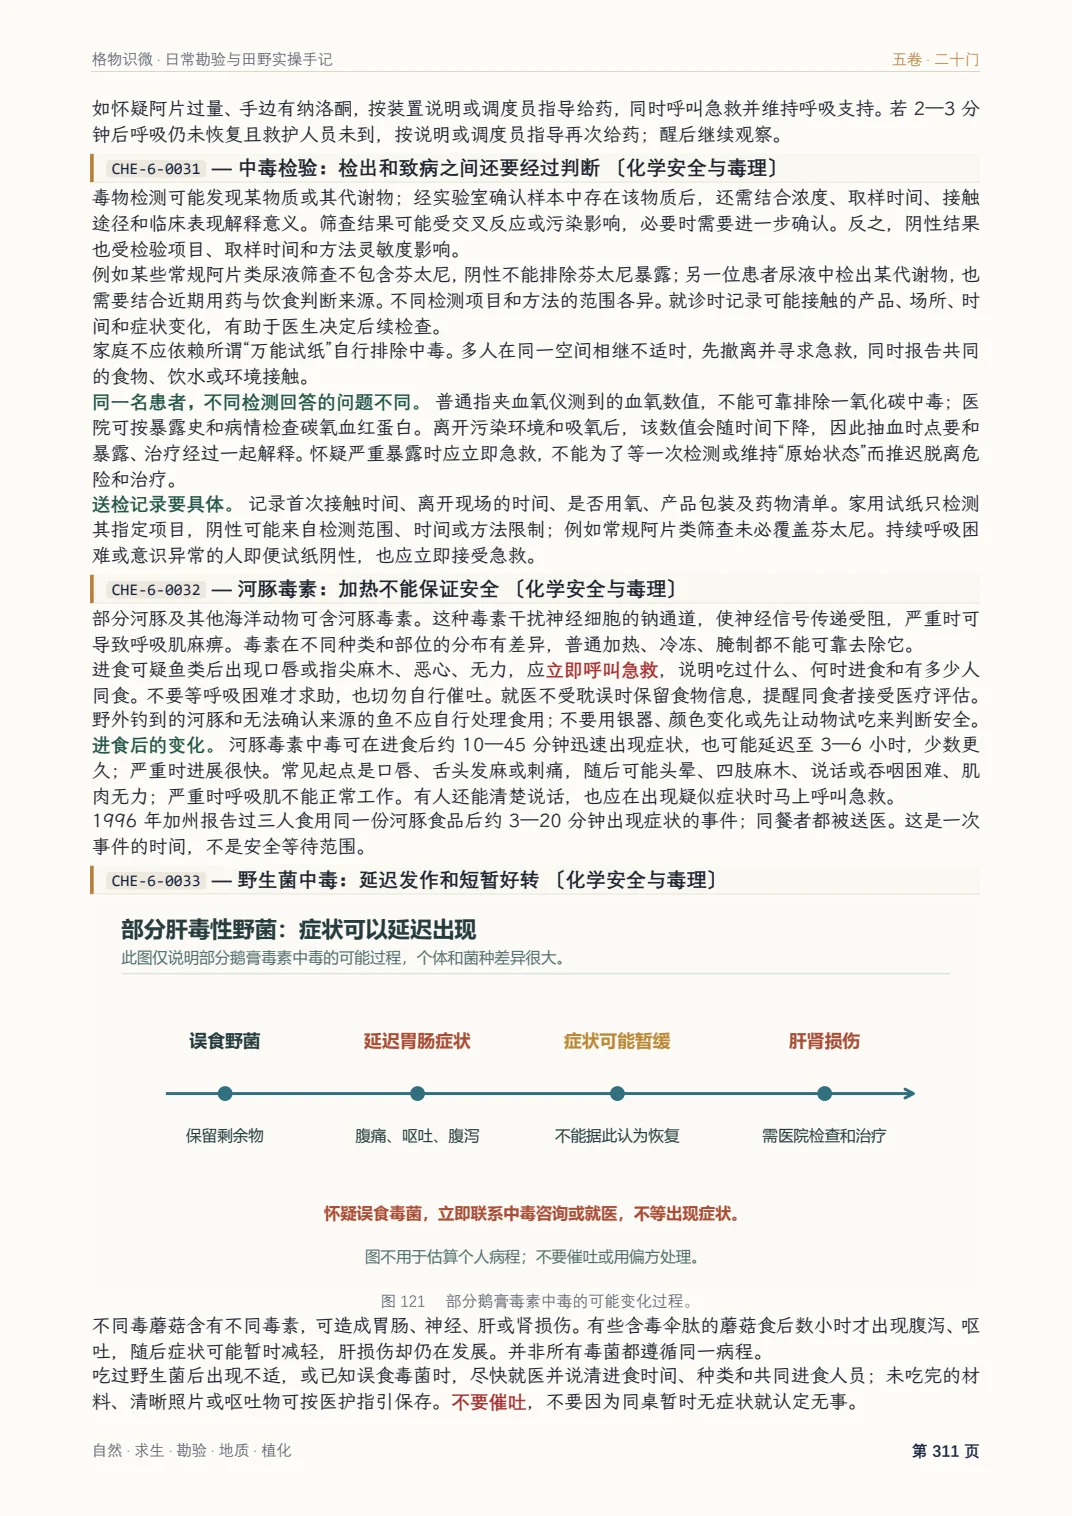 格物识微 · 日常勘验与田野实操手记
五卷 · 二十门
如怀疑阿片过量、手边有纳洛酮，按装置说明或调度员指导给药，同时呼叫急救并维持呼吸支持。若 2—3 分
钟后呼吸仍未恢复且救护人员未到，按说明或调度员指导再次给药；醒后继续观察。
CHE-6-0031 — 中毒检验：检出和致病之间还要经过判断 〔化学安全与毒理〕
毒物检测可能发现某物质或其代谢物；经实验室确认样本中存在该物质后，还需结合浓度、取样时间、接触
途径和临床表现解释意义。筛查结果可能受交叉反应或污染影响，必要时需要进一步确认。反之，阴性结果
也受检验项目、取样时间和方法灵敏度影响。
例如某些常规阿片类尿液筛查不包含芬太尼，阴性不能排除芬太尼暴露；另一位患者尿液中检出某代谢物，也
需要结合近期用药与饮食判断来源。不同检测项目和方法的范围各异。就诊时记录可能接触的产品、场所、时
间和症状变化，有助于医生决定后续检查。
家庭不应依赖所谓“万能试纸”自行排除中毒。多人在同一空间相继不适时，先撤离并寻求急救，同时报告共同
的食物、饮水或环境接触。
同一名患者，不同检测回答的问题不同。 普通指夹血氧仪测到的血氧数值，不能可靠排除一氧化碳中毒；医
院可按暴露史和病情检查碳氧血红蛋白。离开污染环境和吸氧后，该数值会随时间下降，因此抽血时点要和
暴露、治疗经过一起解释。怀疑严重暴露时应立即急救，不能为了等一次检测或维持“原始状态”而推迟脱离危
险和治疗。
送检记录要具体。 记录首次接触时间、离开现场的时间、是否用氧、产品包装及药物清单。家用试纸只检测
其指定项目，阴性可能来自检测范围、时间或方法限制；例如常规阿片类筛查未必覆盖芬太尼。持续呼吸困
难或意识异常的人即便试纸阴性，也应立即接受急救。
CHE-6-0032 — 河豚毒素：加热不能保证安全 〔化学安全与毒理〕
部分河豚及其他海洋动物可含河豚毒素。这种毒素干扰神经细胞的钠通道，使神经信号传递受阻，严重时可
导致呼吸肌麻痹。毒素在不同种类和部位的分布有差异，普通加热、冷冻、腌制都不能可靠去除它。
进食可疑鱼类后出现口唇或指尖麻木、恶心、无力，应立即呼叫急救，说明吃过什么、何时进食和有多少人
同食。不要等呼吸困难才求助，也切勿自行催吐。就医不受耽误时保留食物信息，提醒同食者接受医疗评估。
野外钓到的河豚和无法确认来源的鱼不应自行处理食用；不要用银器、颜色变化或先让动物试吃来判断安全。
进食后的变化。 河豚毒素中毒可在进食后约 10—45 分钟迅速出现症状，也可能延迟至 3—6 小时，少数更
久；严重时进展很快。常见起点是口唇、舌头发麻或刺痛，随后可能头晕、四肢麻木、说话或吞咽困难、肌
肉无力；严重时呼吸肌不能正常工作。有人还能清楚说话，也应在出现疑似症状时马上呼叫急救。
1996 年加州报告过三人食用同一份河豚食品后约 3—20 分钟出现症状的事件；同餐者都被送医。这是一次
事件的时间，不是安全等待范围。
CHE-6-0033 — 野生菌中毒：延迟发作和短暂好转 〔化学安全与毒理〕
部分肝毒性野菌：症状可以延迟出现
此图仅说明部分鹅膏毒素中毒的可能过程，个体和菌种差异很大。
误食野菌 延迟胃肠症状 症状可能暂缓 肝肾损伤
保留剩余物 腹痛、呕吐、腹泻 不能据此认为恢复 需医院检查和治疗
怀疑误食毒菌，立即联系中毒咨询或就医，不等出现症状。
图不用于估算个人病程；不要催吐或用偏方处理。
图 121 部分鹅膏毒素中毒的可能变化过程。
不同毒蘑菇含有不同毒素，可造成胃肠、神经、肝或肾损伤。有些含毒伞肽的蘑菇食后数小时才出现腹泻、呕
吐，随后症状可能暂时减轻，肝损伤却仍在发展。并非所有毒菌都遵循同一病程。
吃过野生菌后出现不适，或已知误食毒菌时，尽快就医并说清进食时间、种类和共同进食人员；未吃完的材
料、清晰照片或呕吐物可按医护指引保存。不要催吐，不要因为同桌暂时无症状就认定无事。
自然 · 求生 · 勘验 · 地质 · 植化
第 311 页